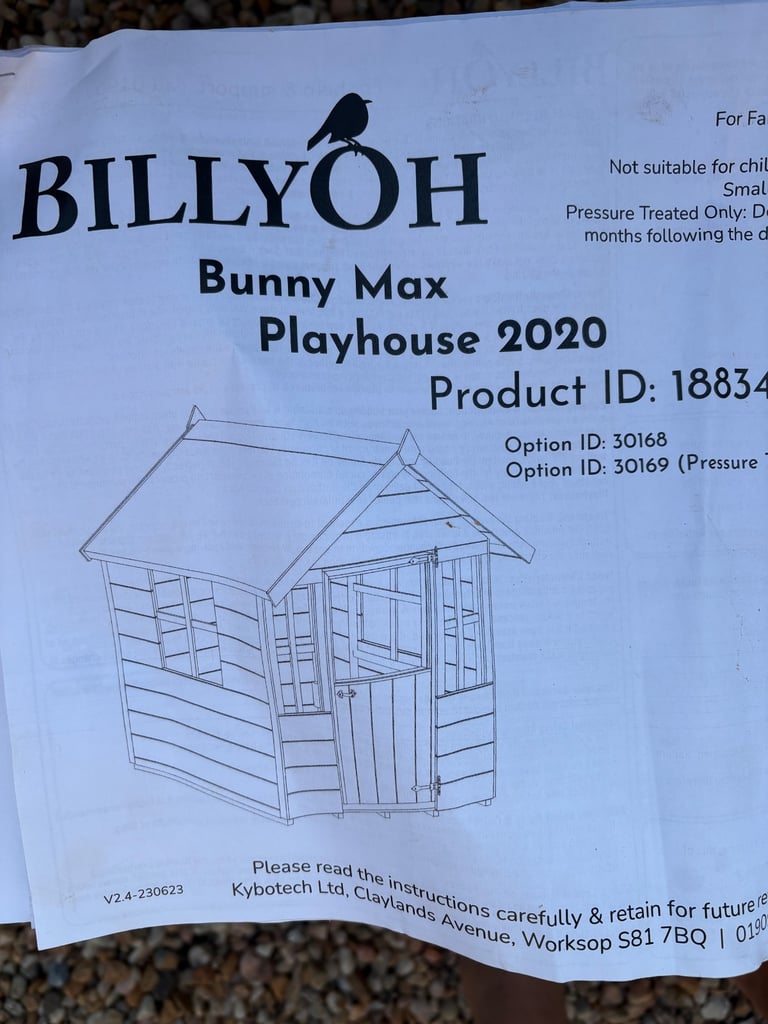 BILLYOH
For Fa
Not suitable for chil
Smal
Pressure Treated Only: D
months following the d
Bunny Max
Playhouse 2020
Product ID: 18834
Option ID: 30168
Option ID: 30169 (Pressure
V2.4-230623
Please read the instructions carefully & retain for future re
Kybotech Ltd, Claylands Avenue, Worksop S81 7BQ | 0190